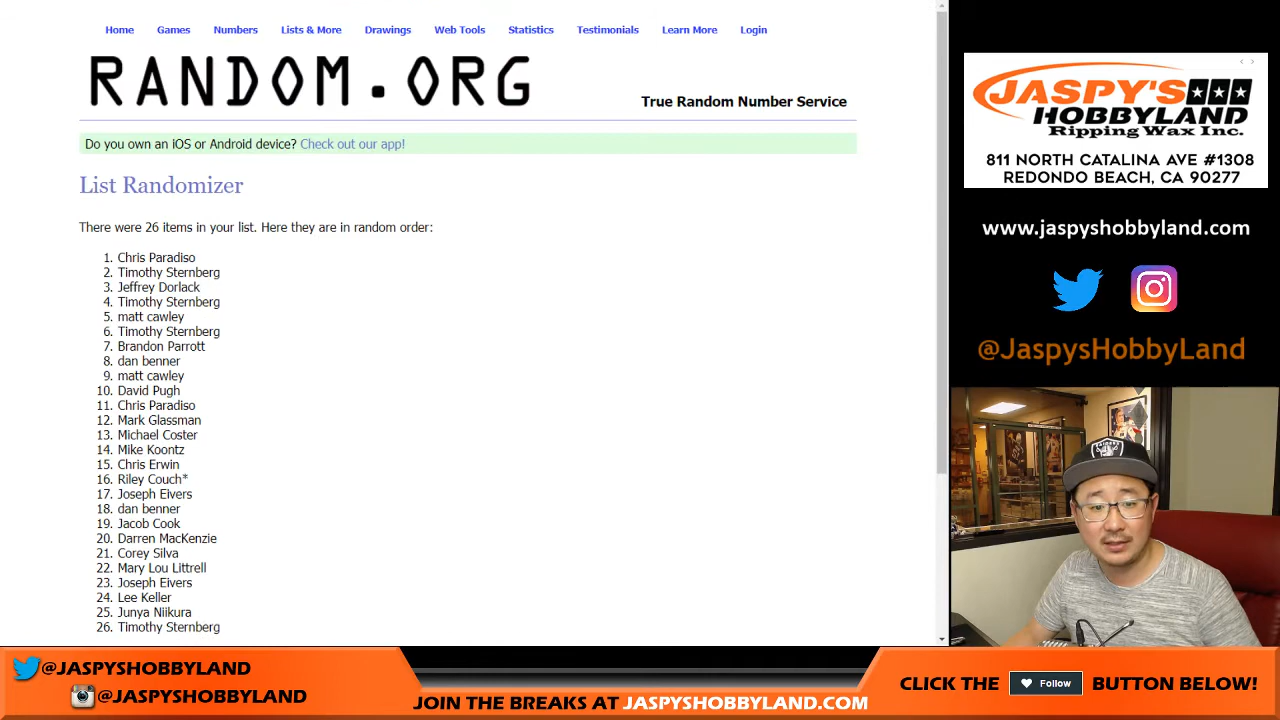 Home Games Numbers Lists & More Drawings Web Tools Statistics Testimonials Learn More Login
RANDOM.ORG
True Random Number Service
Do you own an iOS or Android device? Check out our app!
List Randomizer
There were 26 items in your list. Here they are in random order:
1. Chris Paradiso
2. Timothy Sternberg
3. Jeffrey Dorlack
4. Timothy Sternberg
5. matt cawley
6. Timothy Sternberg
7. Brandon Parrott
8. dan benner
9. matt cawley
10. David Pugh
11. Chris Paradiso
12. Mark Glassman
13. Michael Coster
14. Mike Koontz
15. Chris Erwin
16. Riley Couch*
17. Joseph Eivers
18. dan benner
19. Jacob Cook
20. Darren MacKenzie
21. Corey Silva
22. Mary Lou Littrell
23. Joseph Eivers
24. Lee Keller
25. Junya Niikura
26. Timothy Sternberg
JASPY'S
HOBBYLAND
Ripping Wax Inc.
811 NORTH CATALINA AVE #1308
REDONDO BEACH, CA 90277
www.jaspyshobbyland.com
@JaspysHobbyLand
@JASPYSHOBBYLAND
@JASPYSHOBBYLAND
JOIN THE BREAKS AT JASPYSHOBBYLAND.COM
CLICK THE Follow BUTTON BELOW!